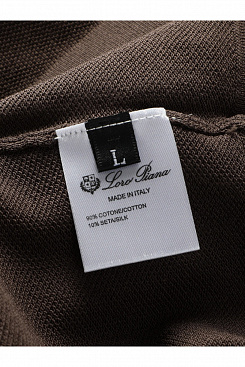 L
Loro Piana
MADE IN ITALY
90% COTONE/COTTON
10% SETA/SILK